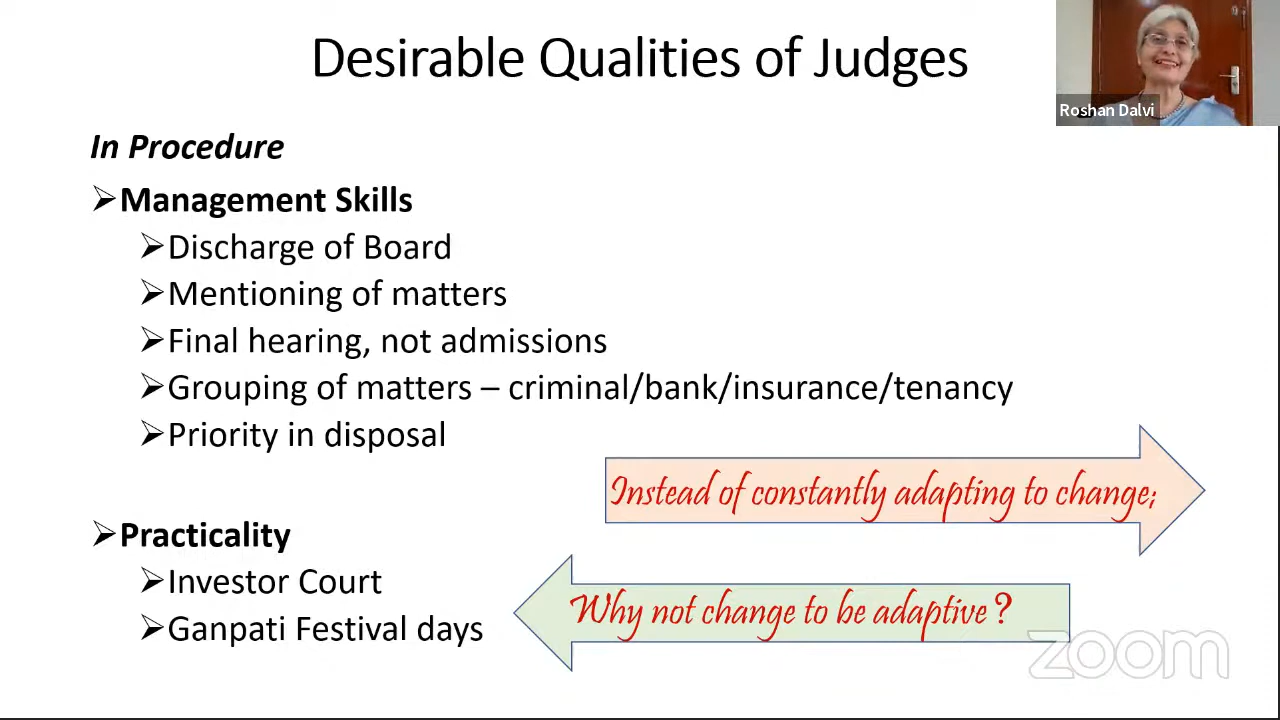 Desirable Qualities of Judges
Roshan Dalvi
In Procedure
Management Skills
Discharge of Board
Mentioning of matters
Final hearing, not admissions
Grouping of matters – criminal/bank/insurance/tenancy
Priority in disposal
Instead of constantly adapting to change;
Practicality
Investor Court
Why not change to be adaptive ?
Ganpati Festival days
zoom